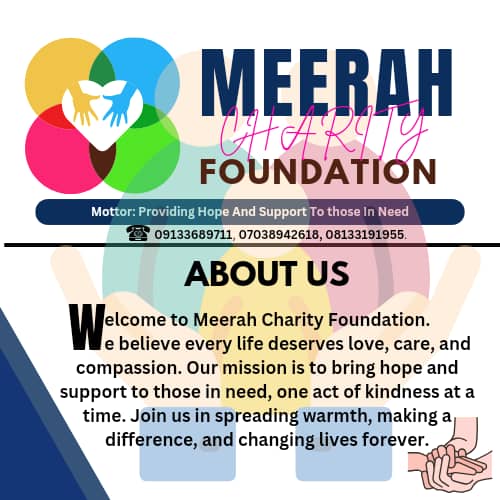 MEERAH
CHARITY
FOUNDATION
Mottor: Providing Hope And Support To those In Need
☎ 09133689711, 07038942618, 08133191955.
ABOUT US
Welcome to Meerah Charity Foundation.
We believe every life deserves love, care, and
compassion. Our mission is to bring hope and
support to those in need, one act of kindness at a
time. Join us in spreading warmth, making a
difference, and changing lives forever.